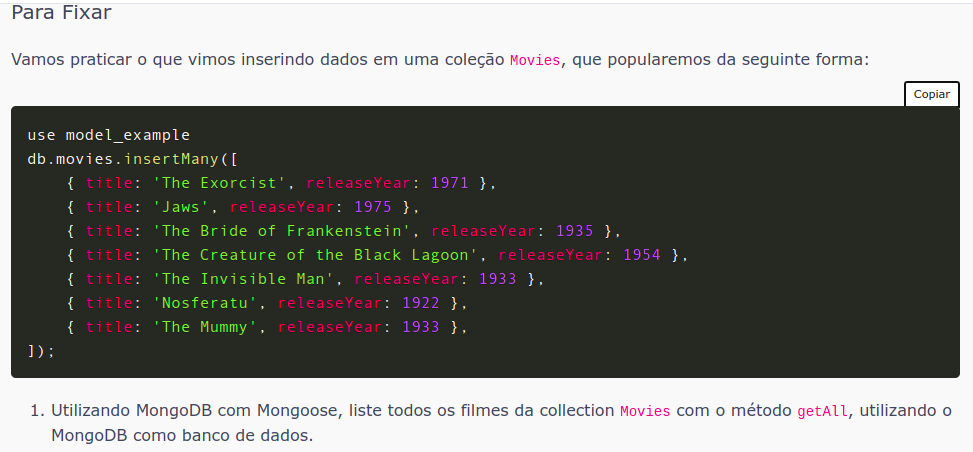 Para Fixar
Vamos praticar o que vimos inserindo dados em uma coleção Movies, que popularemos da seguinte forma:
Copiar
use model_example
db.movies.insertMany([
    { title: 'The Exorcist', releaseYear: 1971 },
    { title: 'Jaws', releaseYear: 1975 },
    { title: 'The Bride of Frankenstein', releaseYear: 1935 },
    { title: 'The Creature of the Black Lagoon', releaseYear: 1954 },
    { title: 'The Invisible Man', releaseYear: 1933 },
    { title: 'Nosferatu', releaseYear: 1922 },
    { title: 'The Mummy', releaseYear: 1933 },
]);
1. Utilizando MongoDB com Mongoose, liste todos os filmes da collection Movies com o método getAll, utilizando o
MongoDB como banco de dados.